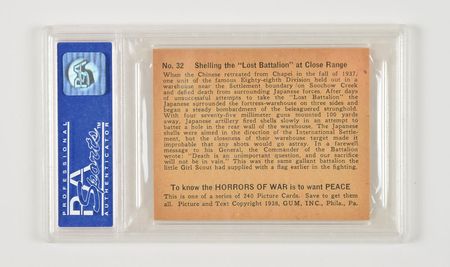 No. 32 Shelling the "Lost Battalion" at Close Range
When the Chinese retreated from Chapei in the fall of 1937,
one unit of the famous Eighty-eighth Division held out in a
warehouse near the Settlement boundary on Soochow Creek
and defied death from surrounding Japanese forces. After days
of unsuccessful attempts to take the "Lost Battalion" the
Japanese surrounded the fortress-warehouse on three sides and
began a steady bombardment of the beleaguered stronghold.
With four seventy-five millimeter guns mounted 100 yards
away, Japanese artillery fired shells slowly in an attempt to
batter a hole in the rear wall of the warehouse. The Japanese
shells were aimed in the direction of the International Settle-
ment, but the closeness of their warehouse target made it
improbable that any shots would go astray. In a farewell
message to his General, the Commander of the Battalion
wrote: "Death is an unimportant question, and our sacrifice
will not be in vain." This was the same gallant battalion the
little Girl Scout had supplied with a flag earlier in the fighting.
To know the HORRORS OF WAR is to want PEACE
This is one of a series of 240 Picture Cards. Save to get them
all. Picture and Text Copyright 1938, GUM, INC., Phila., Pa.
PROFESSIONAL
PSA
Sports
AUTHENTICATOR
PSA